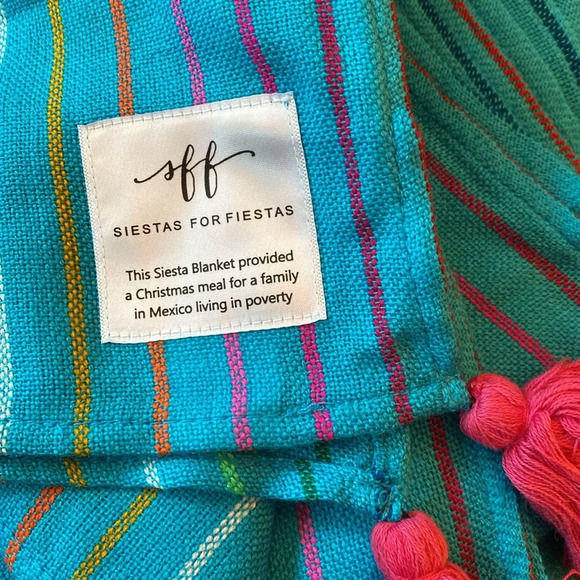 sff
SIESTAS FOR FIESTAS
This Siesta Blanket provided
a Christmas meal for a family
in Mexico living in poverty